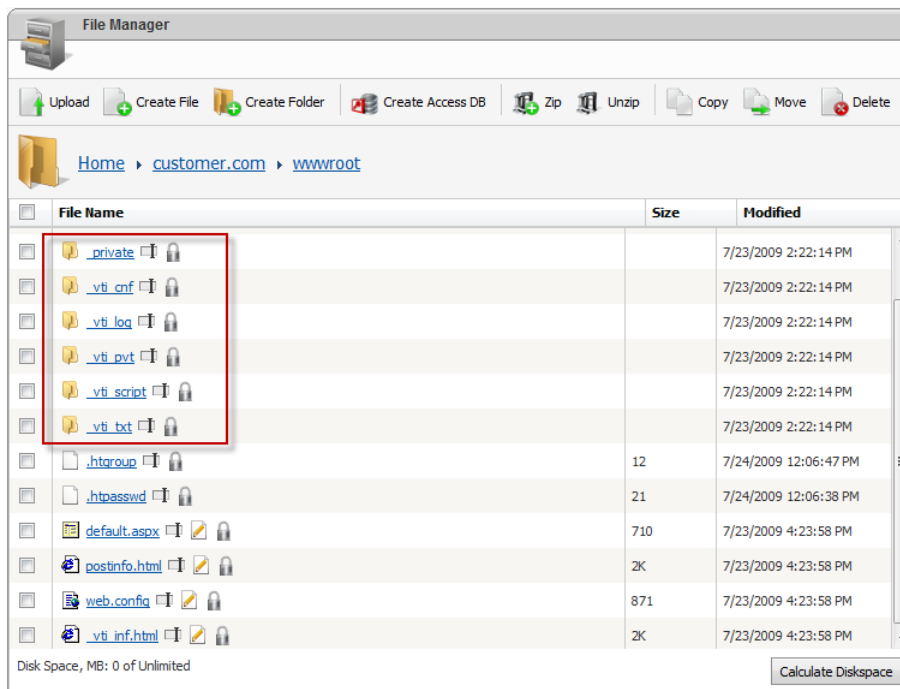 File Manager
Upload Create File Create Folder Create Access DB Zip Unzip Copy Move Delete
Home customer.com wwwroot
File Name Size Modified
_private 7/23/2009 2:22:14 PM
_vti_cnf 7/23/2009 2:22:14 PM
_vti_log 7/23/2009 2:22:14 PM
_vti_pvt 7/23/2009 2:22:14 PM
_vti_script 7/23/2009 2:22:14 PM
_vti_txt 7/23/2009 2:22:14 PM
.htgroup 12 7/24/2009 12:06:47 PM
.htpasswd 21 7/24/2009 12:06:38 PM
default.aspx 710 7/23/2009 4:23:58 PM
postinfo.html 2K 7/23/2009 4:23:58 PM
web.config 871 7/23/2009 4:23:58 PM
_vti_inf.html 2K 7/23/2009 4:23:58 PM
Disk Space, MB: 0 of Unlimited Calculate Diskspace